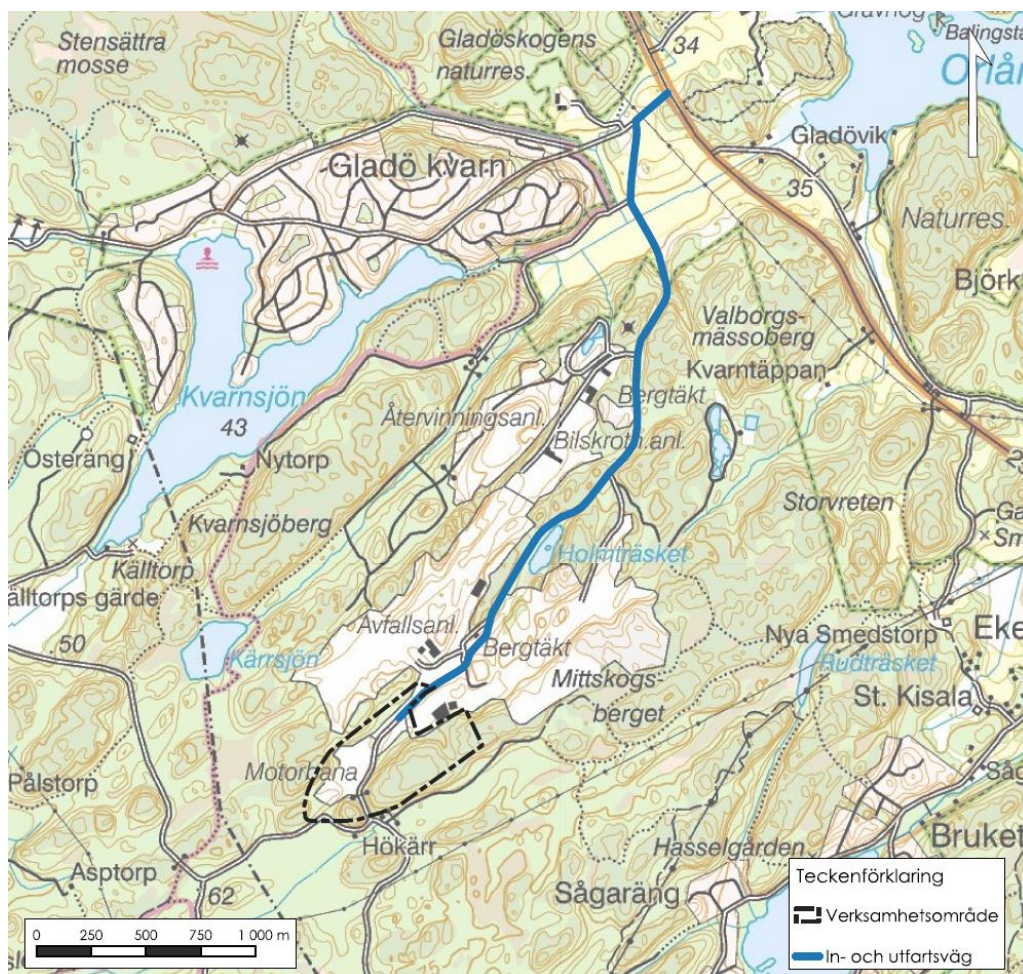 Stensättra
mosse
Gladöskogens
naturres.
34
Gravhög
Gladövik
Gladö kvarn
35
Naturres.
Björk
Valborgs-
mässoberg
Kvarntäppan
Bergtäkt
Kvarnsjön
43
Återvinningsanl.
Bilskrotn.anl.
Österäng
Nytorp
Kvarnsjöberg
Storvreten
Holmträsket
Källtorp
älltorps gärde
50
Kärrsjön
Avfallsanl.
Bergtäkt
Mittskogs-
berget
Nya Smedstorp
Rudträsket
Eke
St. Kisala
Motorbana
Pålstorp
Hökärr
Asptorp
62
Hasselgården
Bruket
Sågaräng
Teckenförklaring
Verksamhetsområde
In- och utfartsväg
0 250 500 750 1 000 m